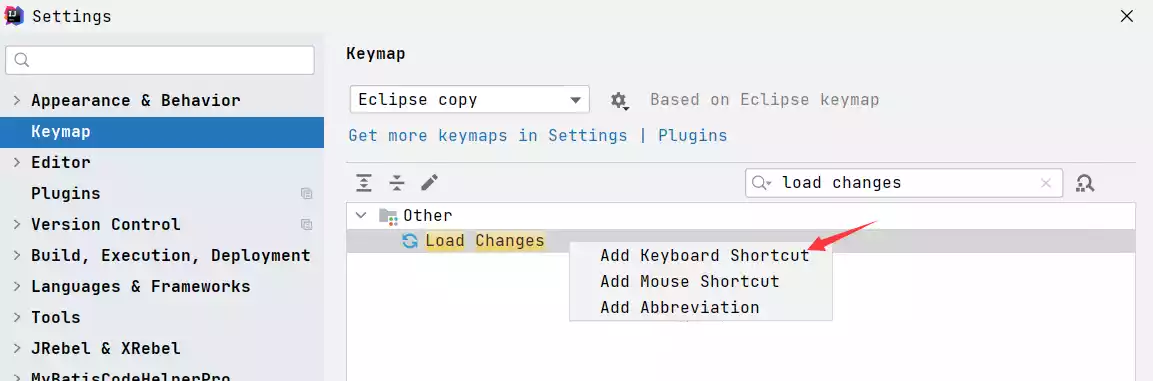 Settings
Appearance & Behavior
Keymap
Editor
Plugins
Version Control
Build, Execution, Deployment
Languages & Frameworks
Tools
JRebel & XRebel
MyBatisCodeHelperPro
Keymap
Eclipse copy
Based on Eclipse keymap
Get more keymaps in Settings | Plugins
load changes
Other
Load Changes
Add Keyboard Shortcut
Add Mouse Shortcut
Add Abbreviation